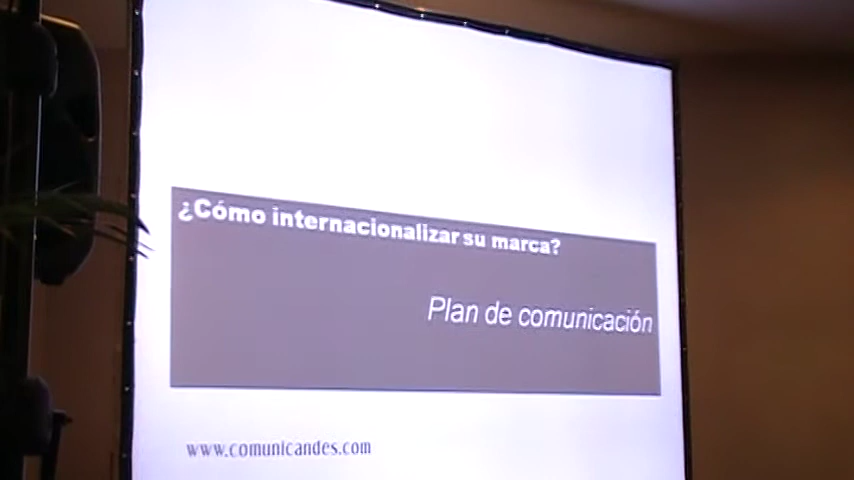 ¿Cómo internacionalizar su marca?
Plan de comunicación
www.comunicandes.com